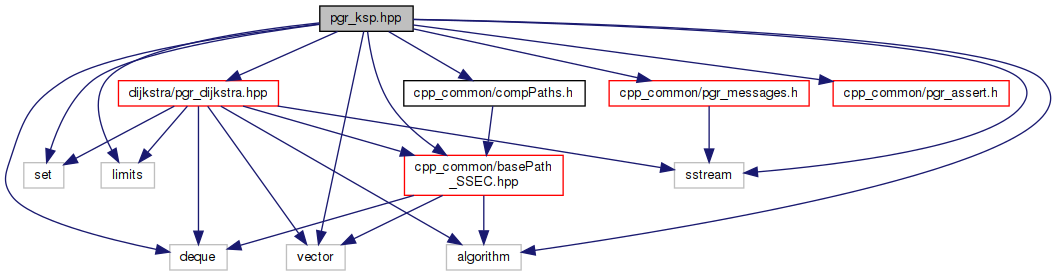 pgr_ksp.hpp
dijkstra/pgr_dijkstra.hpp
cpp_common/compPaths.h
cpp_common/pgr_messages.h
cpp_common/pgr_assert.h
set
limits
cpp_common/basePath
_SSEC.hpp
sstream
deque
vector
algorithm